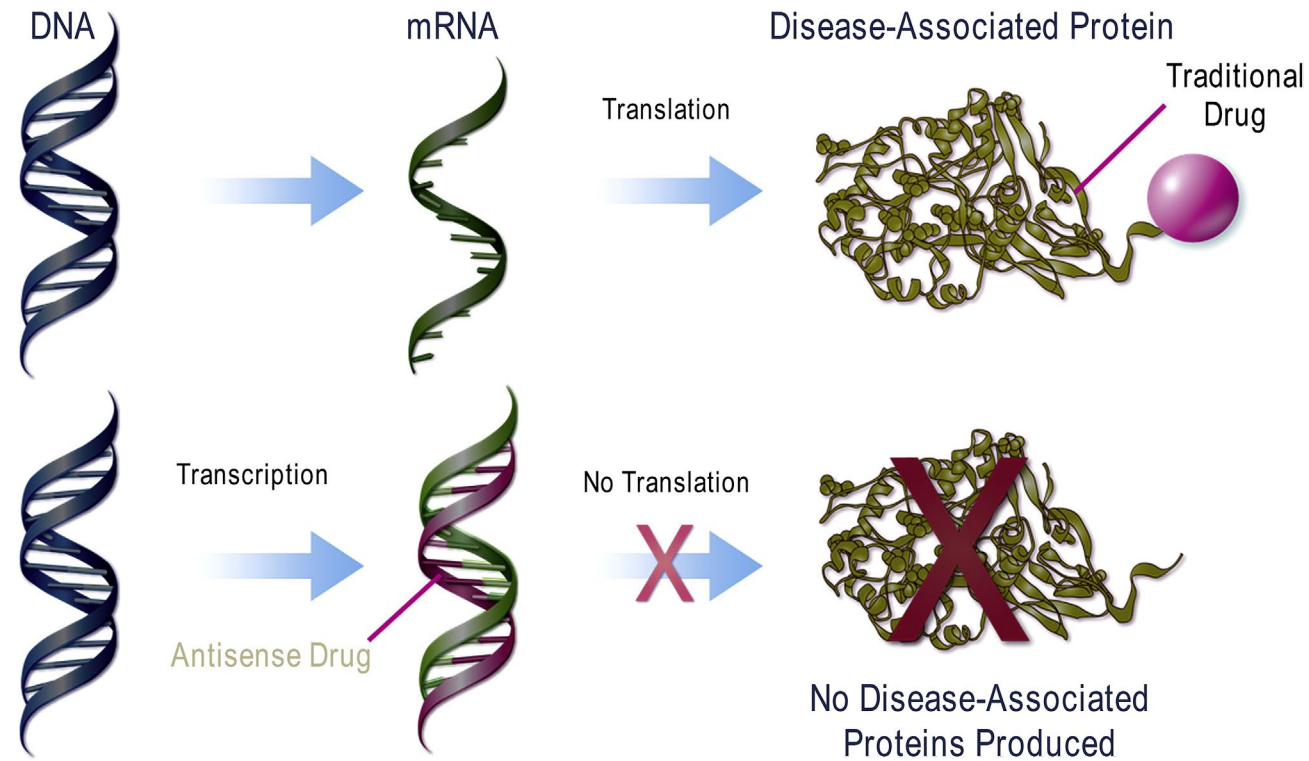 DNA
mRNA
Disease-Associated Protein
Traditional
Drug
Translation
Transcription
No Translation
X
X
Antisense Drug
No Disease-Associated
Proteins Produced